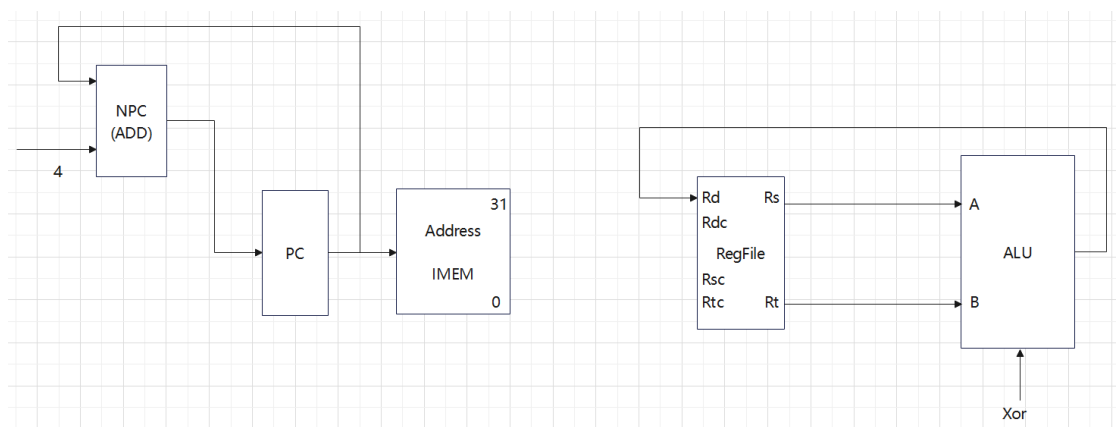 NPC
(ADD)
4
PC
31
Address
IMEM
0
Rd
Rs
Rdc
RegFile
Rsc
Rtc
Rt
A
ALU
B
Xor